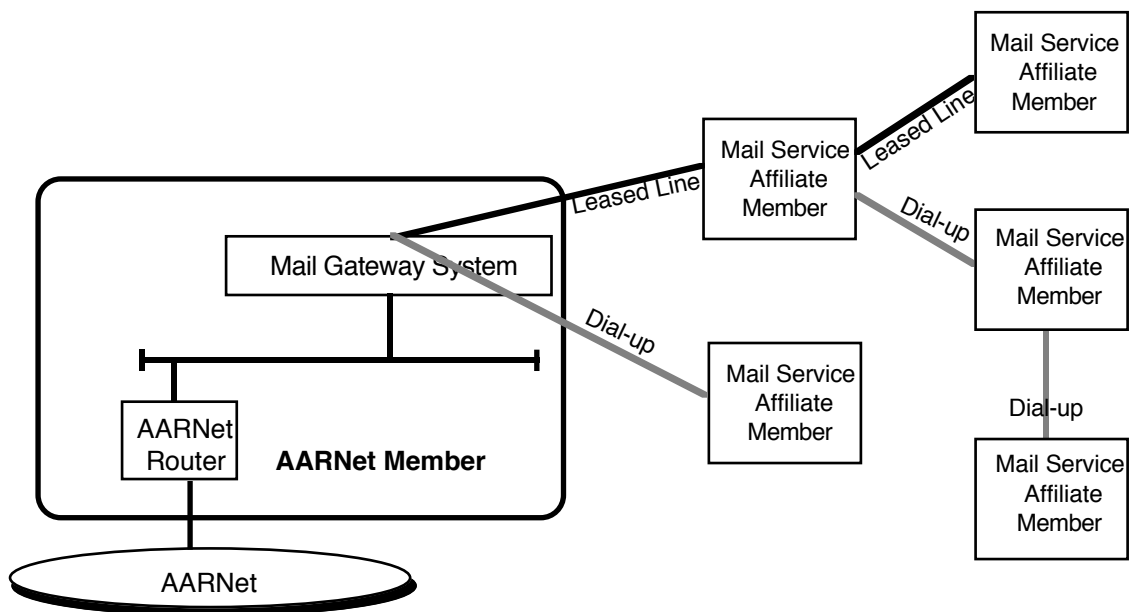 Mail Service
Affiliate
Member
Leased Line
Mail Service
Affiliate
Member
Leased Line
Dial-up
Mail Service
Affiliate
Member
Mail Gateway System
Dial-up
Mail Service
Affiliate
Member
Dial-up
AARNet
Router
AARNet Member
Mail Service
Affiliate
Member
AARNet